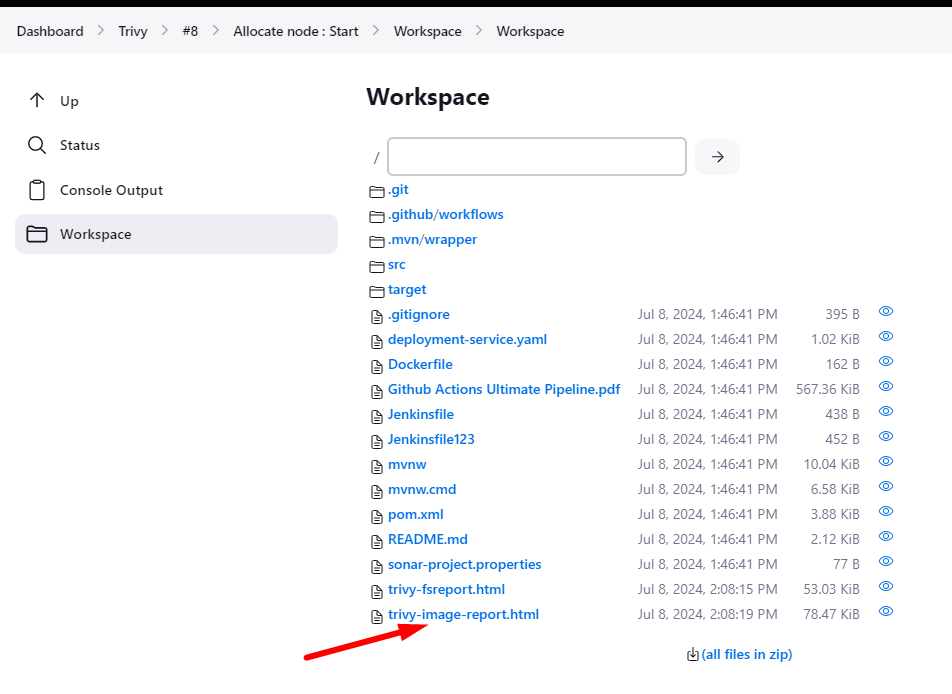 Dashboard > Trivy > #8 > Allocate node : Start > Workspace > Workspace
Up
Status
Console Output
Workspace
Workspace
/
.git
.github/workflows
.mvn/wrapper
src
target
.gitignore Jul 8, 2024, 1:46:41 PM 395 B
deployment-service.yaml Jul 8, 2024, 1:46:41 PM 1.02 KiB
Dockerfile Jul 8, 2024, 1:46:41 PM 162 B
Github Actions Ultimate Pipeline.pdf Jul 8, 2024, 1:46:41 PM 567.36 KiB
Jenkinsfile Jul 8, 2024, 1:46:41 PM 438 B
Jenkinsfile123 Jul 8, 2024, 1:46:41 PM 452 B
mvnw Jul 8, 2024, 1:46:41 PM 10.04 KiB
mvnw.cmd Jul 8, 2024, 1:46:41 PM 6.58 KiB
pom.xml Jul 8, 2024, 1:46:41 PM 3.88 KiB
README.md Jul 8, 2024, 1:46:41 PM 2.12 KiB
sonar-project.properties Jul 8, 2024, 1:46:41 PM 77 B
trivy-fsreport.html Jul 8, 2024, 2:08:15 PM 53.03 KiB
trivy-image-report.html Jul 8, 2024, 2:08:19 PM 78.47 KiB
(all files in zip)